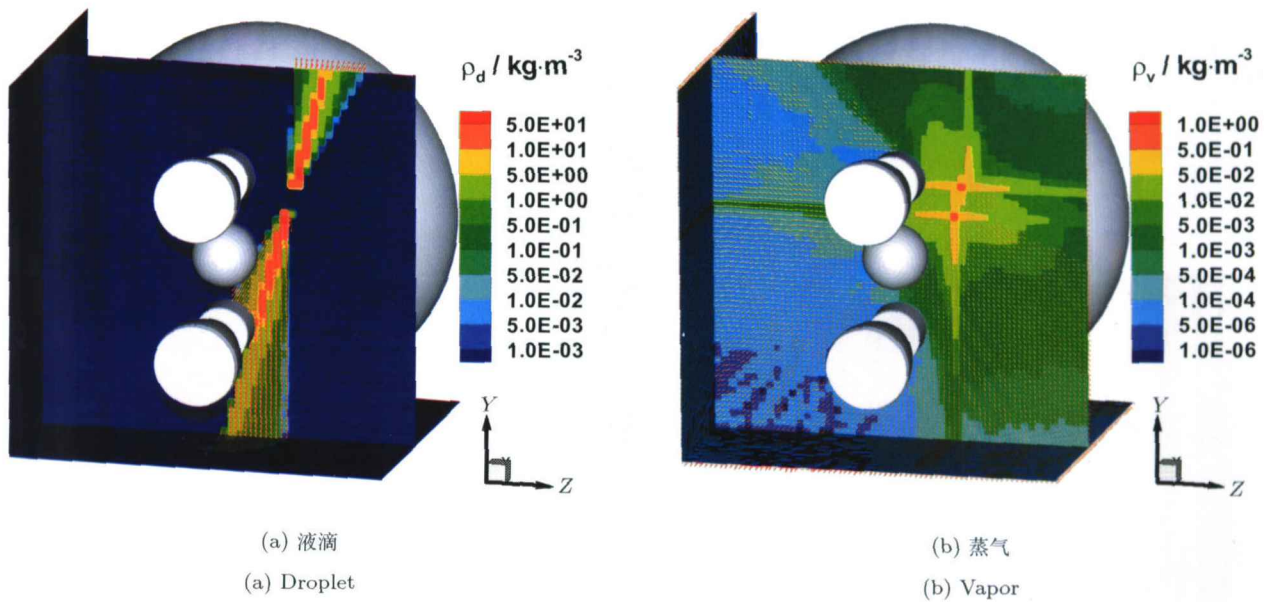 ρd / kg·m-3
5.0E+01
1.0E+01
5.0E+00
1.0E+00
5.0E-01
1.0E-01
5.0E-02
1.0E-02
5.0E-03
1.0E-03
Y
Z
(a) 液滴
(a) Droplet
ρv / kg·m-3
1.0E+00
5.0E-01
5.0E-02
1.0E-02
5.0E-03
1.0E-03
5.0E-04
1.0E-04
5.0E-06
1.0E-06
Y
Z
(b) 蒸气
(b) Vapor